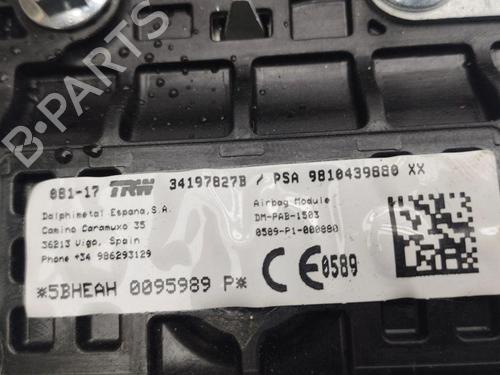 B-PARTS
081-17 TRW 34197827B / PSA 9810439880 XX
Dalphimetal Espana,S.A.
Camino Caramuxo 35
36213 Vigo, Spain
Phone +34 986293129
Airbag Module
DM-PAB-1503
0589-P1-000880
CE 0589
*5BHEAH 0095989 P*